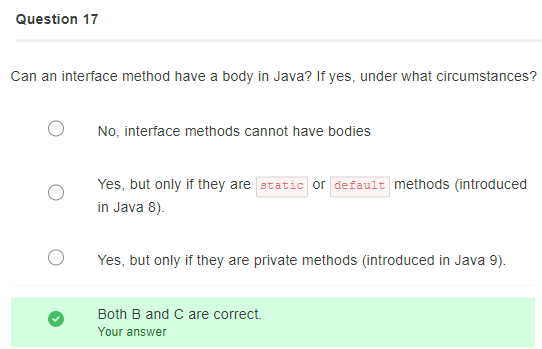 Question 17
Can an interface method have a body in Java? If yes, under what circumstances?
No, interface methods cannot have bodies
Yes, but only if they are static or default methods (introduced
in Java 8).
Yes, but only if they are private methods (introduced in Java 9).
Both B and C are correct.
Your answer